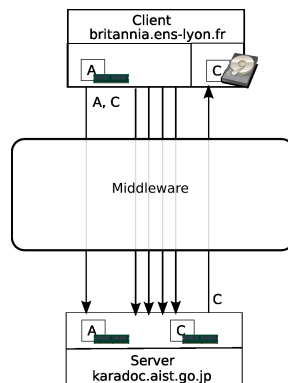 Client
britannia.ens-lyon.fr
A
C
A, C
Middleware
C
A
C
Server
karadoc.aist.go.jp